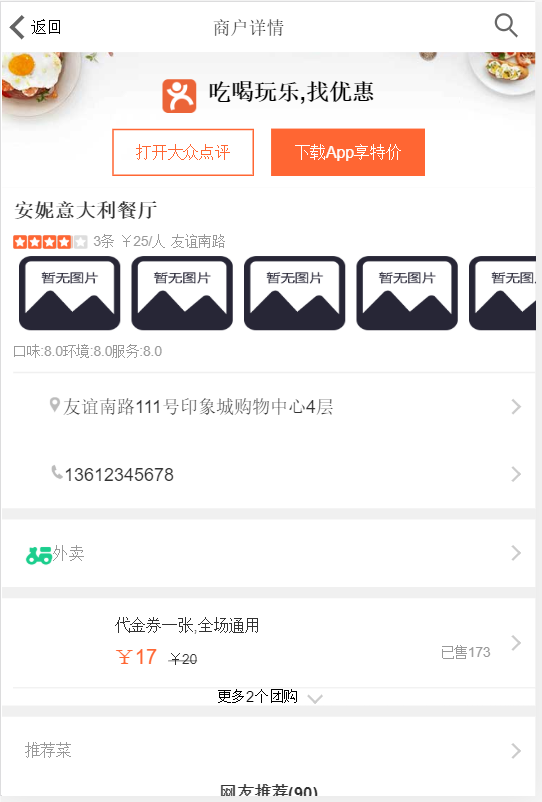 返回 商户详情
吃喝玩乐,找优惠
打开大众点评 下载App享特价
安妮意大利餐厅
3条 ￥25/人 友谊南路
暂无图片 暂无图片 暂无图片 暂无图片 暂无图
口味:8.0环境:8.0服务:8.0
友谊南路111号印象城购物中心4层
13612345678
外卖
代金券一张,全场通用
￥17 ￥20 已售173
更多2个团购
推荐菜
网友推荐(90)